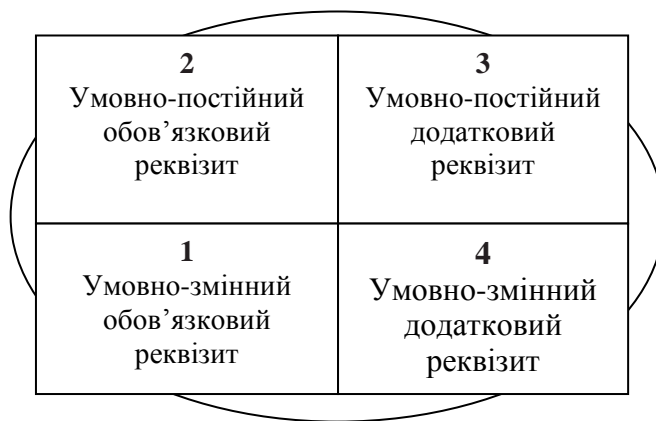 2
Умовно-постійний
обов’язковий
реквізит
3
Умовно-постійний
додатковий
реквізит
1
Умовно-змінний
обов’язковий
реквізит
4
Умовно-змінний
додатковий
реквізит